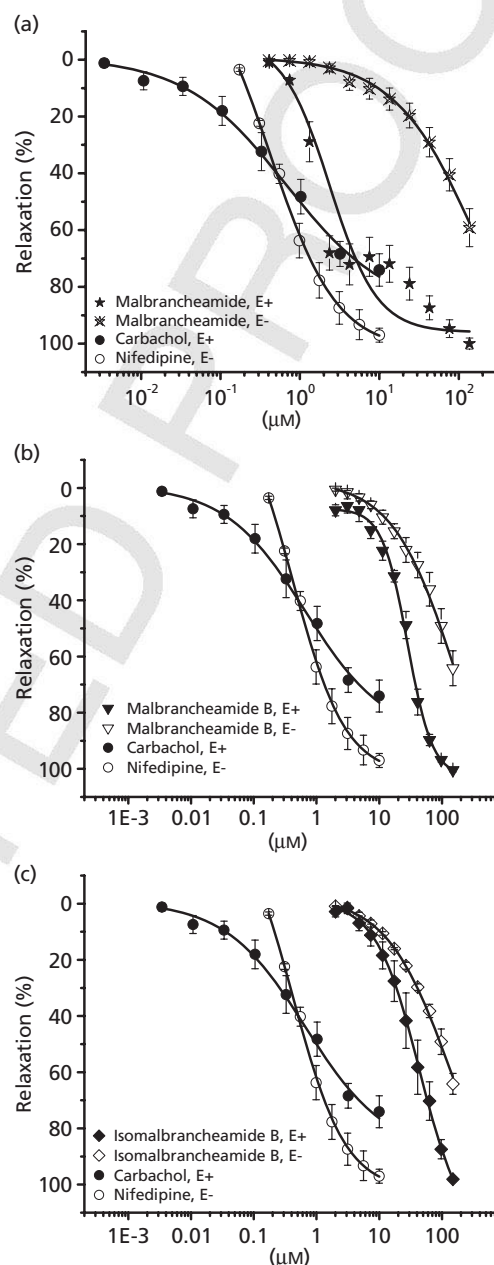 (a)
0
20
40
60
80
100
Relaxation (%)
Malbrancheamide, E+
Malbrancheamide, E-
Carbachol, E+
Nifedipine, E-
10⁻² 10⁻¹ 10⁰ 10¹ 10²
(μM)
(b)
0
20
40
60
80
100
Relaxation (%)
Malbrancheamide B, E+
Malbrancheamide B, E-
Carbachol, E+
Nifedipine, E-
1E-3 0.01 0.1 1 10 100
(μM)
(c)
0
20
40
60
80
100
Relaxation (%)
Isomalbrancheamide B, E+
Isomalbrancheamide B, E-
Carbachol, E+
Nifedipine, E-
1E-3 0.01 0.1 1 10 100
(μM)